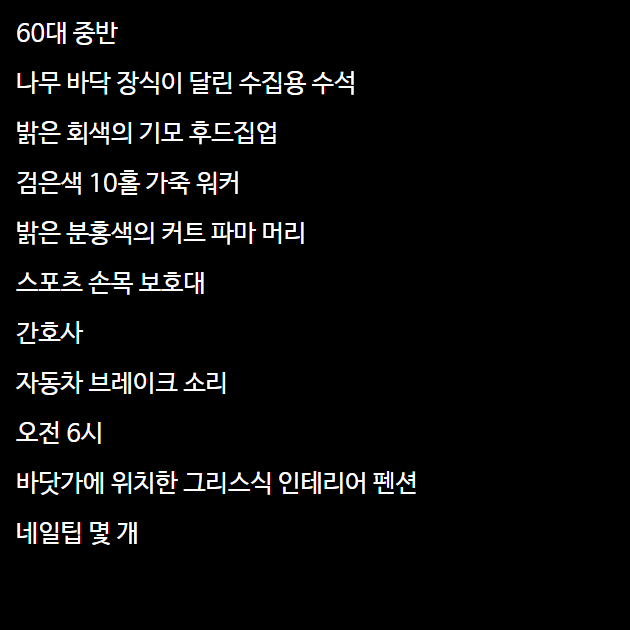 60대 중반
나무 바닥 장식이 달린 수집용 수석
밝은 회색의 기모 후드집업
검은색 10홀 가죽 워커
밝은 분홍색의 커트 파마 머리
스포츠 손목 보호대
간호사
자동차 브레이크 소리
오전 6시
바닷가에 위치한 그리스식 인테리어 펜션
네일팁 몇 개